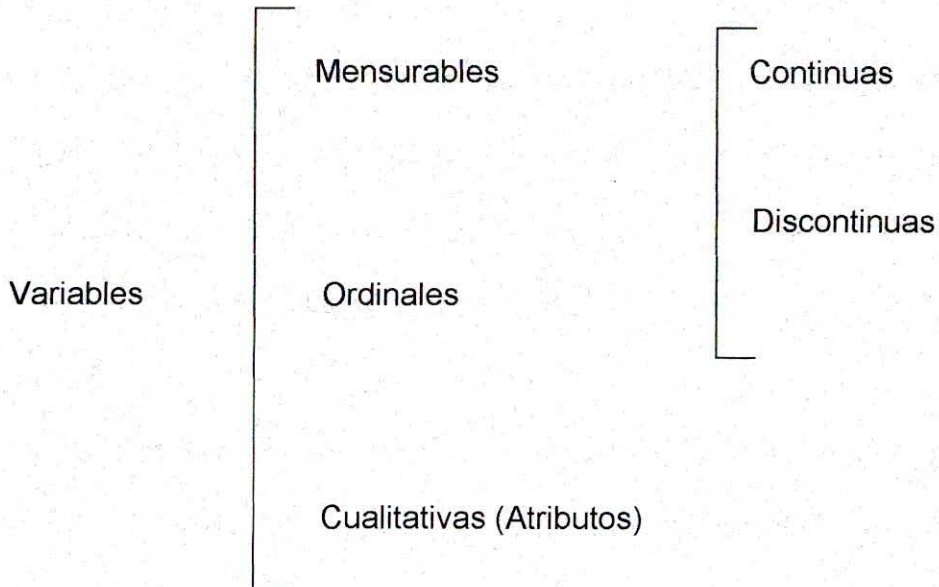 Mensurables
Continuas
Discontinuas
Variables
Ordinales
Cualitativas (Atributos)